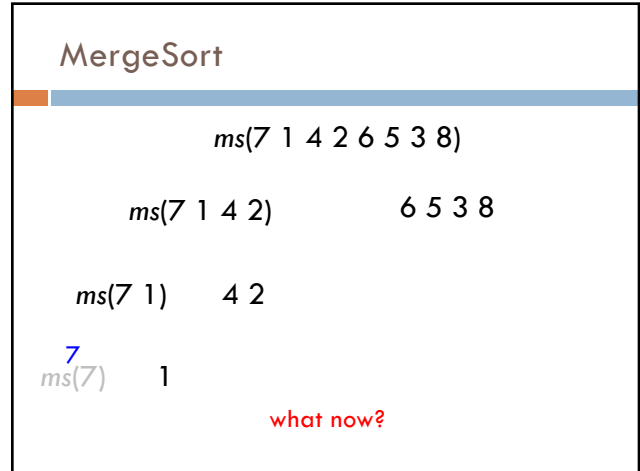 MergeSort
ms(7 1 4 2 6 5 3 8)
ms(7 1 4 2) 6 5 3 8
ms(7 1) 4 2
7
ms(7) 1
what now?